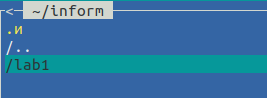 <- ~/inform
.и
/..
/lab1